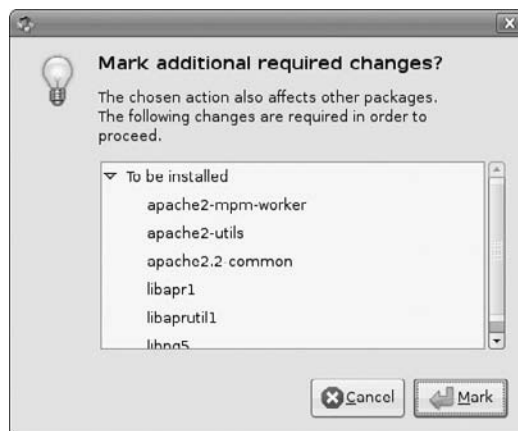 Mark additional required changes?
The chosen action also affects other packages.
The following changes are required in order to
proceed.
To be installed
apache2-mpm-worker
apache2-utils
apache2.2-common
libapr1
libaprutil1
Cancel
Mark